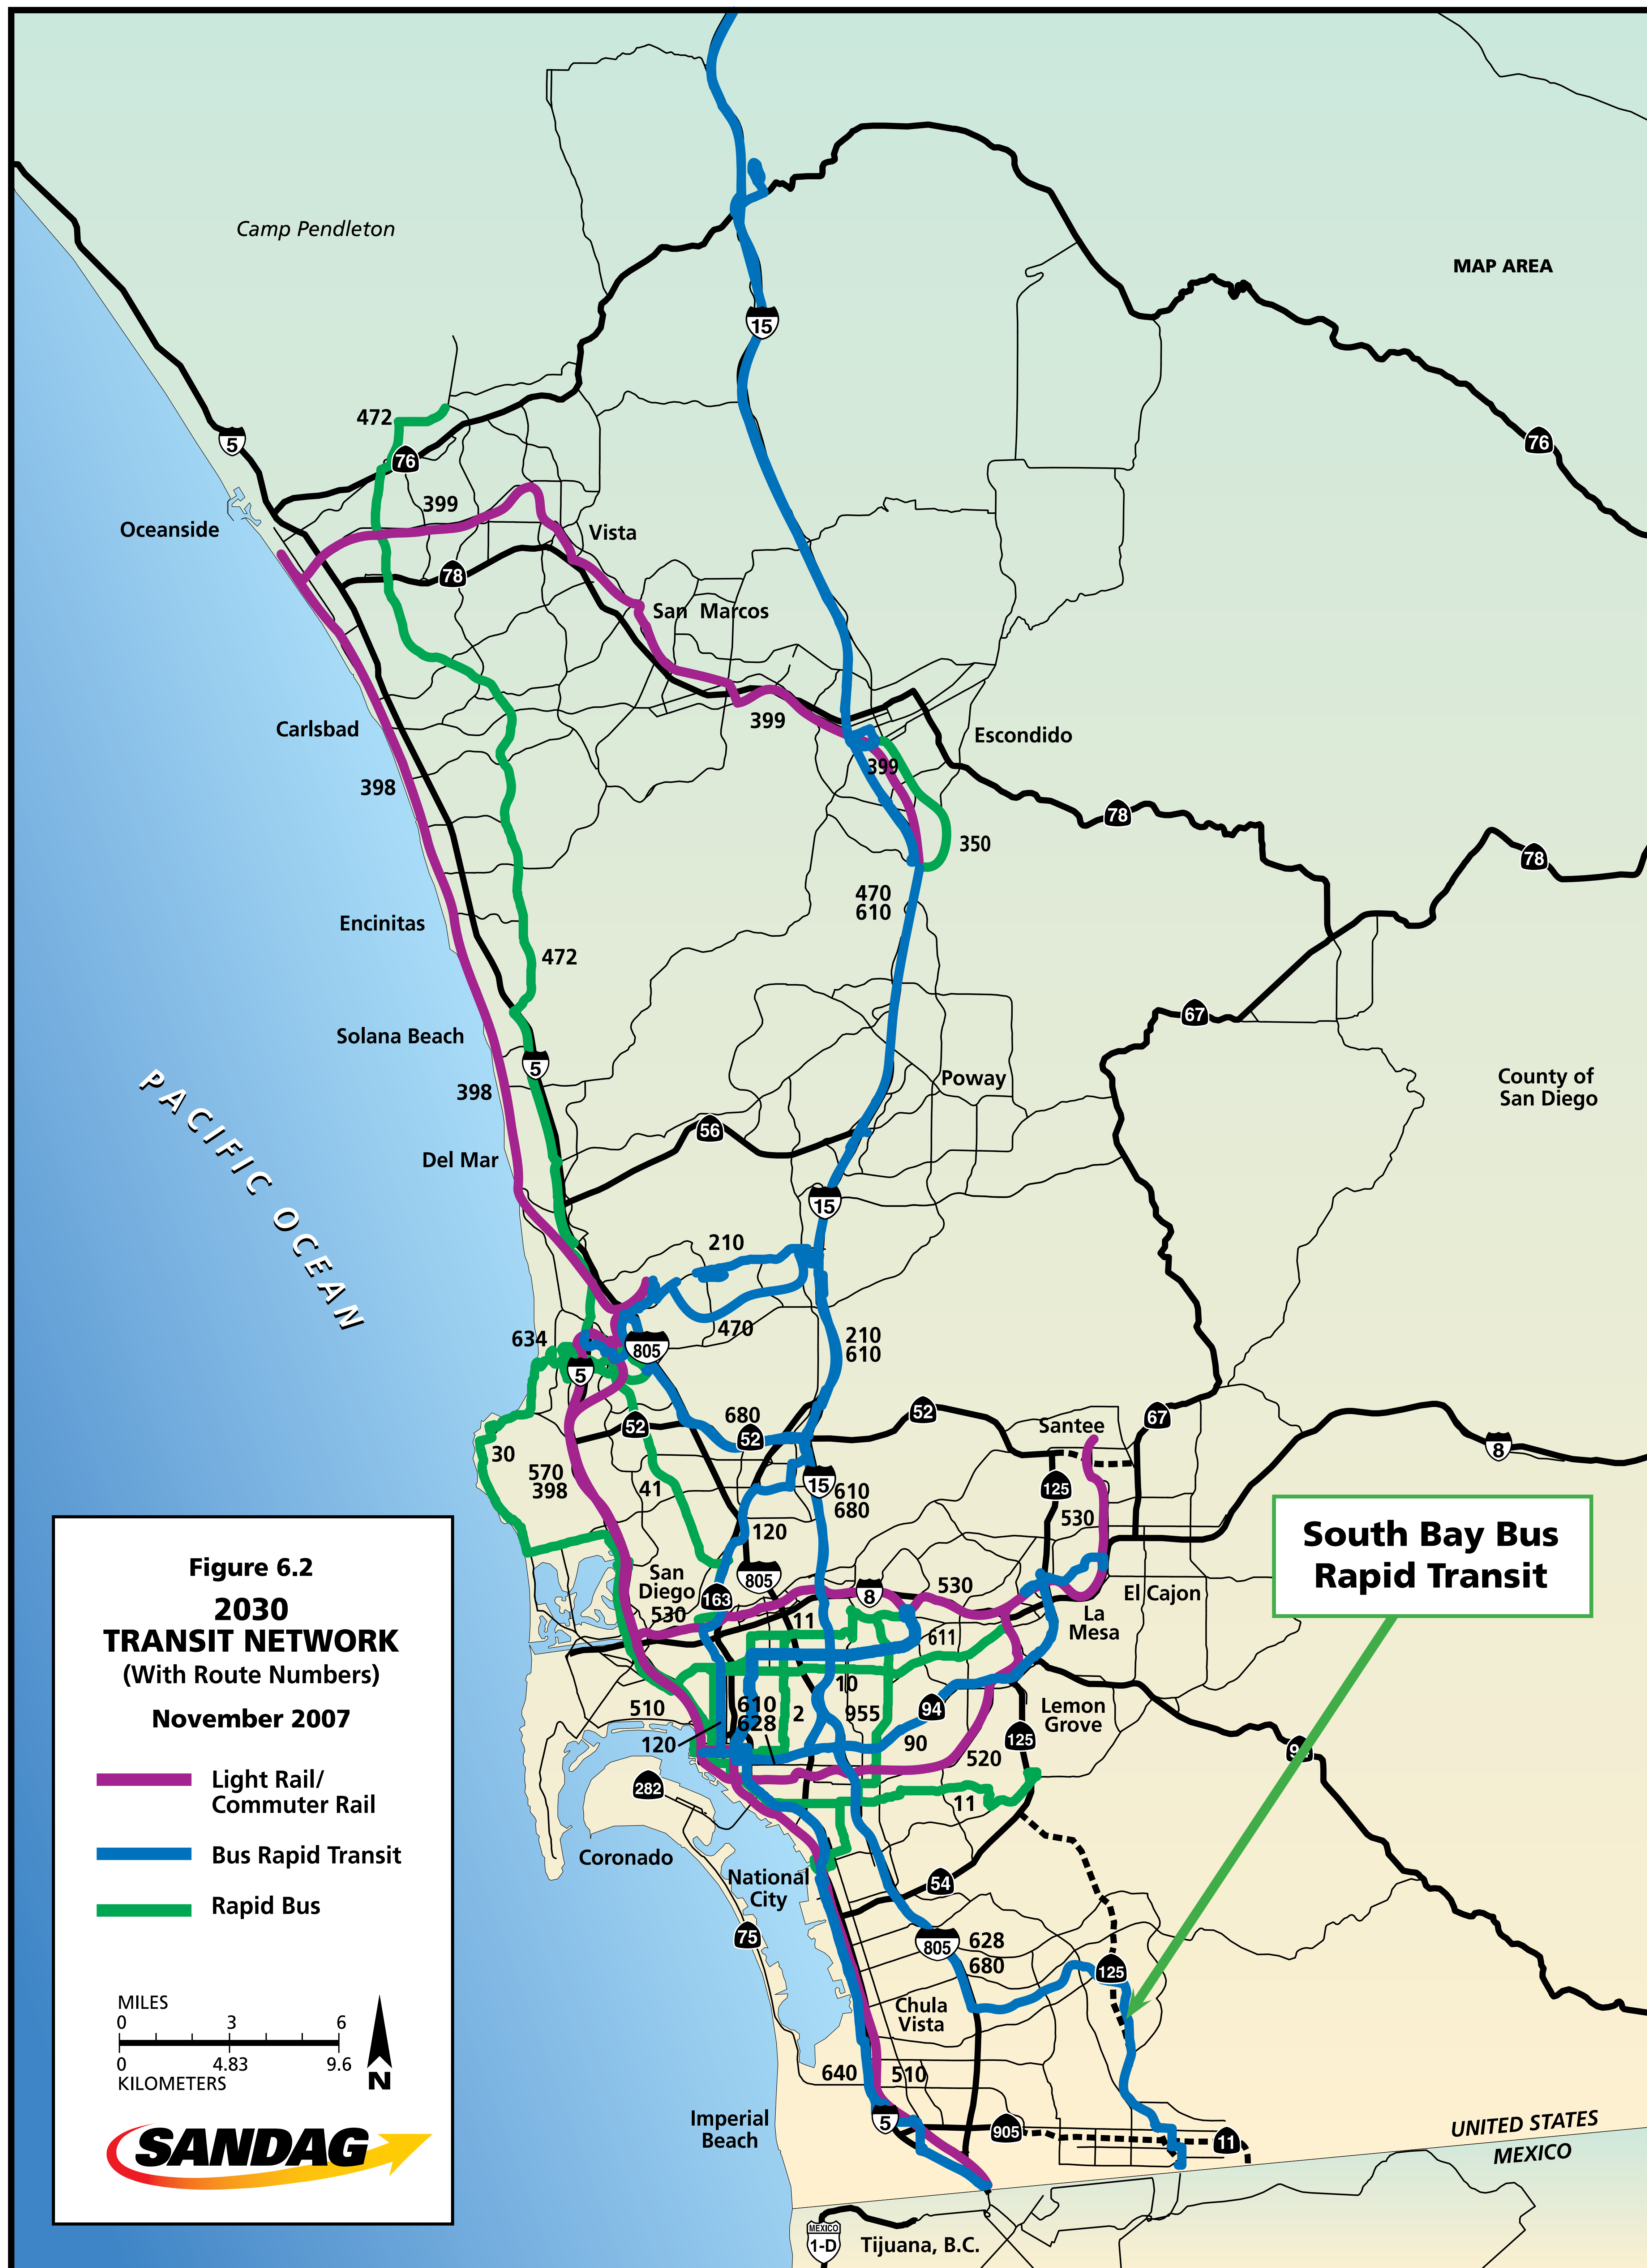 Camp Pendleton
MAP AREA
15
472
5
76
76
399
Oceanside
Vista
78
San Marcos
399
Escondido
Carlsbad
399
398
78
350
78
470
610
Encinitas
472
67
Solana Beach
5
398
Poway
County of
San Diego
PACIFIC OCEAN
56
Del Mar
15
210
634
470
210
610
805
5
680
52
52
52
67
Santee
8
30
570
398
41
15
610
680
125
530
120
South Bay Bus
Rapid Transit
San
Diego
805
163
8
530
El Cajon
530
11
La
Mesa
611
10
510
610
628
2
955
94
Lemon
Grove
120
90
125
520
282
11
Coronado
National
City
54
75
805
628
680
125
Chula
Vista
640
510
Imperial
Beach
5
905
11
UNITED STATES
MEXICO
MEXICO
1-D
Tijuana, B.C.
Figure 6.2
2030
TRANSIT NETWORK
(With Route Numbers)
November 2007
Light Rail/
Commuter Rail
Bus Rapid Transit
Rapid Bus
MILES
0 3 6
0 4.83 9.6
KILOMETERS
N
SANDAG